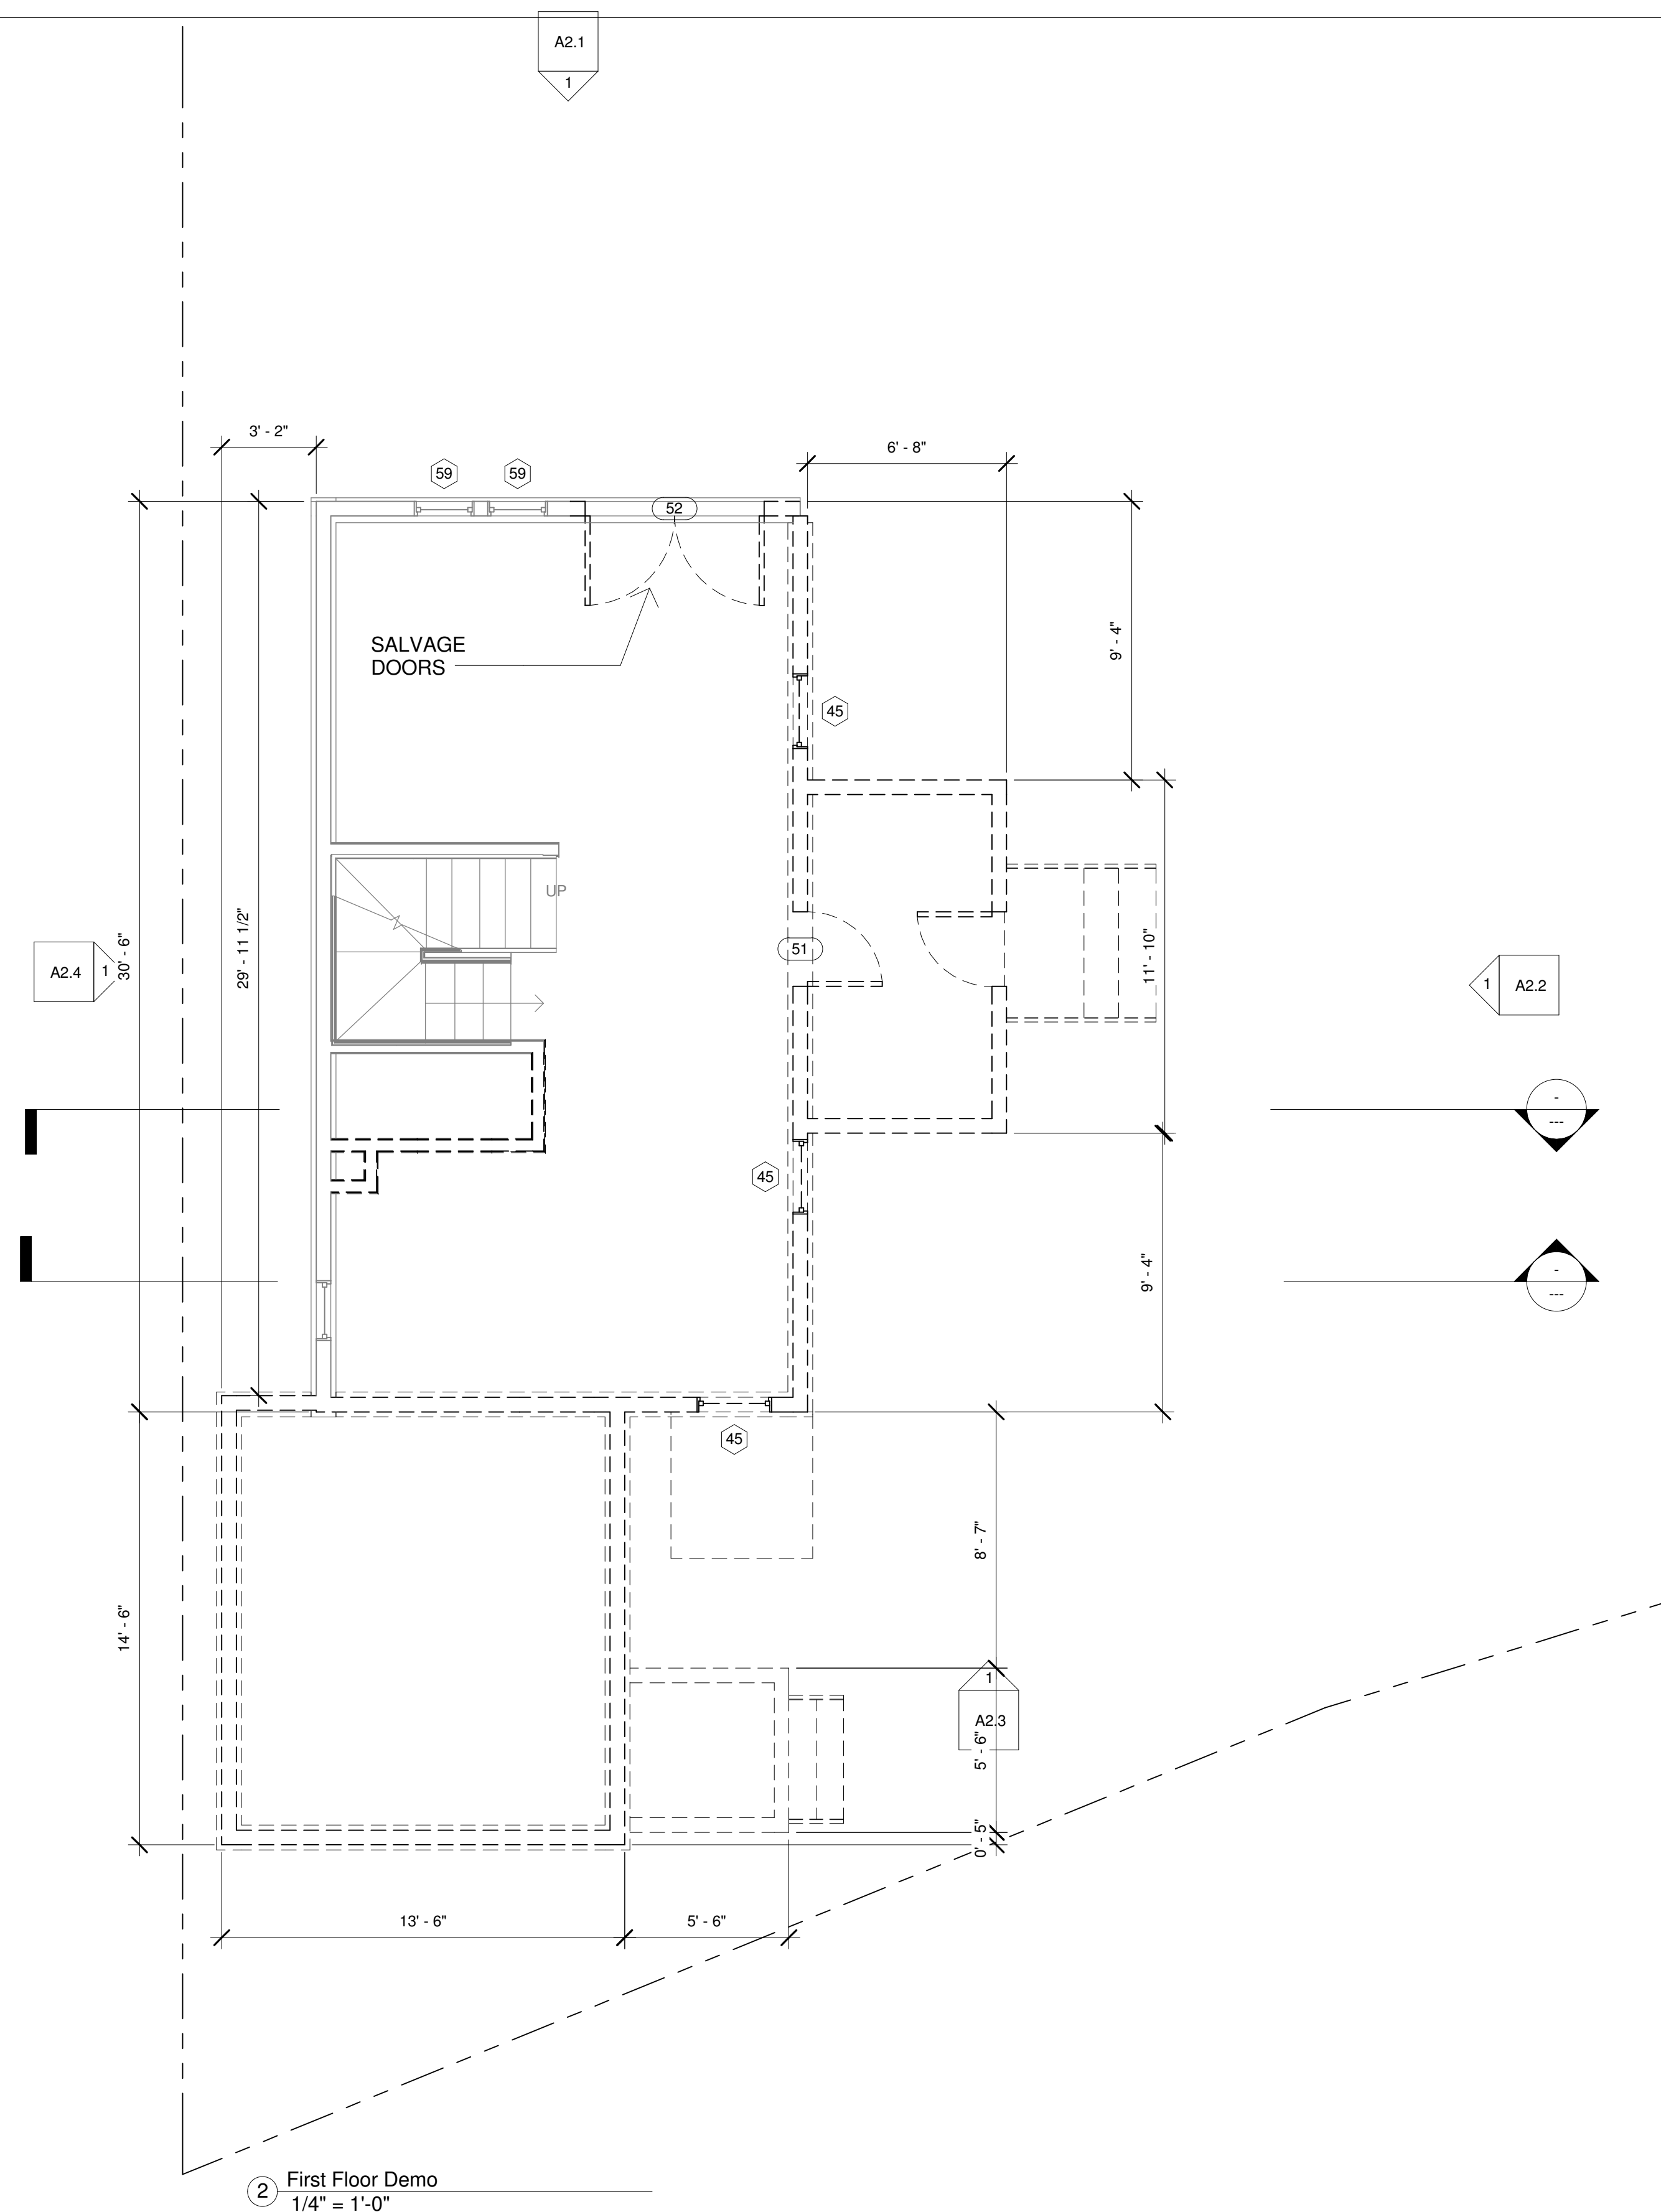 A2.1
1
3' - 2"
6' - 8"
59
59
52
SALVAGE
DOORS
9' - 4"
45
UP
29' - 11 1/2"
30' - 6"
51
11' - 10"
A2.4
1
1
A2.2
-
---
45
9' - 4"
-
---
45
8' - 7"
14' - 6"
1
A2.3
5' - 6"
0' - 5"
13' - 6"
5' - 6"
2
First Floor Demo
1/4" = 1'-0"